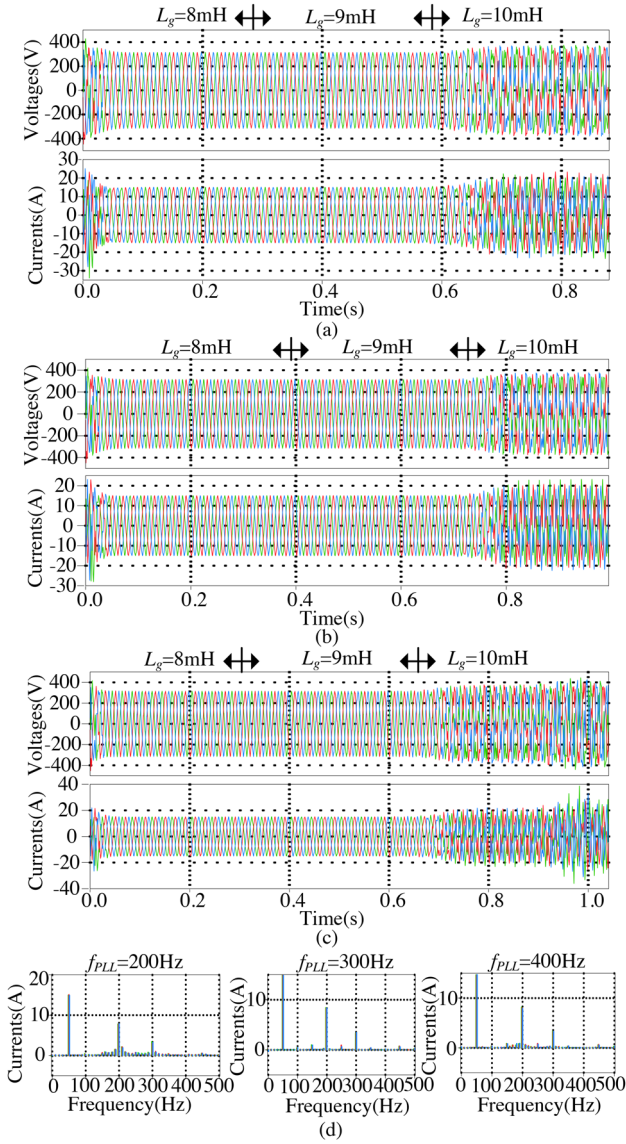 Lg=8mH Lg=9mH Lg=10mH
Voltages(V)
400
200
0
-200
-400
Currents(A)
30
20
10
0
-10
-20
-30
0.0 0.2 0.4 0.6 0.8
Time(s)
(a)
Lg=8mH Lg=9mH Lg=10mH
Voltages(V)
400
200
0
-200
-400
Currents(A)
20
10
0
-10
-20
-30
0.0 0.2 0.4 0.6 0.8
Time(s)
(b)
Lg=8mH Lg=9mH Lg=10mH
Voltages(V)
400
200
0
-200
-400
Currents(A)
40
20
0
-20
-40
0.0 0.2 0.4 0.6 0.8 1.0
Time(s)
(c)
fPLL=200Hz
Currents(A)
20
10
0
0 100 200 300 400 500
Frequency(Hz)
fPLL=300Hz
Currents(A)
10
0
0 100 200 300 400 500
Frequency(Hz)
fPLL=400Hz
Currents(A)
10
0
0 100 200 300 400 500
Frequency(Hz)
(d)